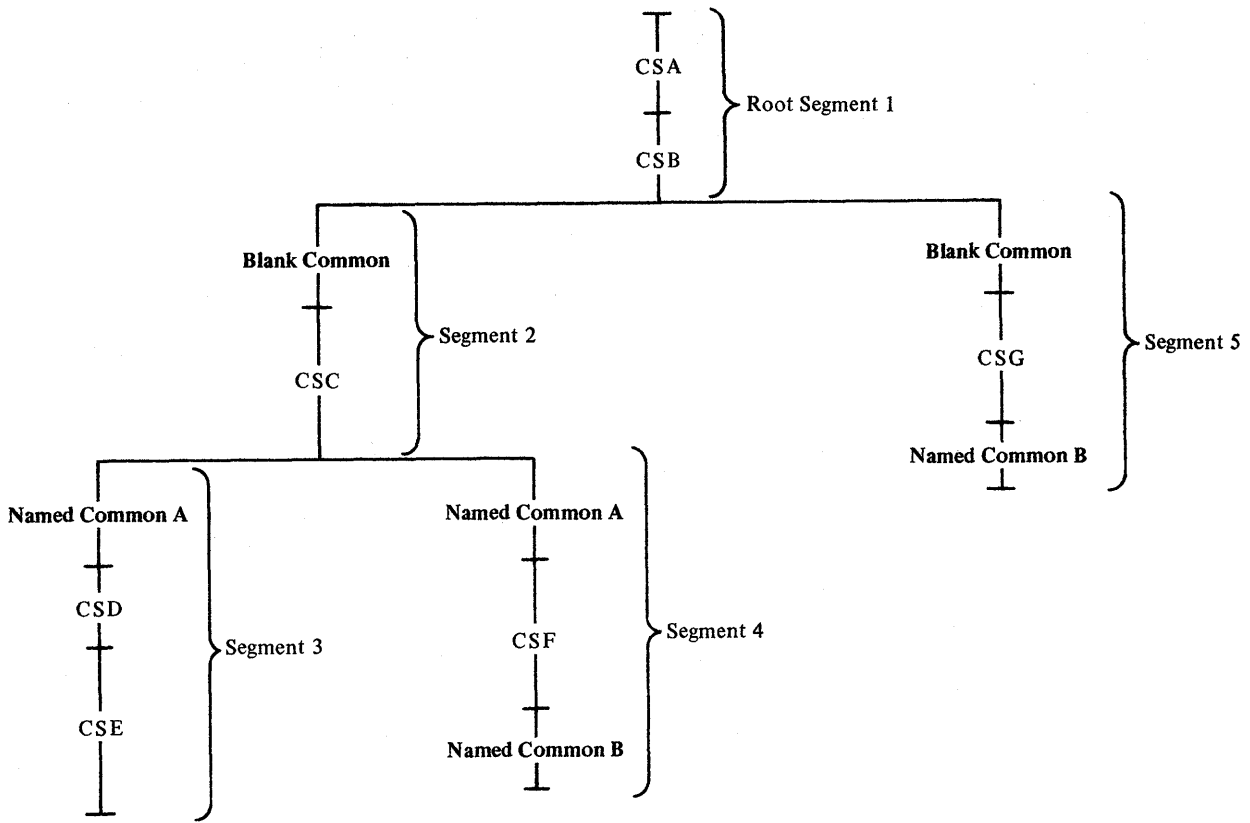 CSA
Root Segment 1
CSB
Blank Common
Blank Common
Segment 2
Segment 5
CSC
CSG
Named Common B
Named Common A
Named Common A
CSD
CSF
Segment 4
Segment 3
CSE
Named Common B